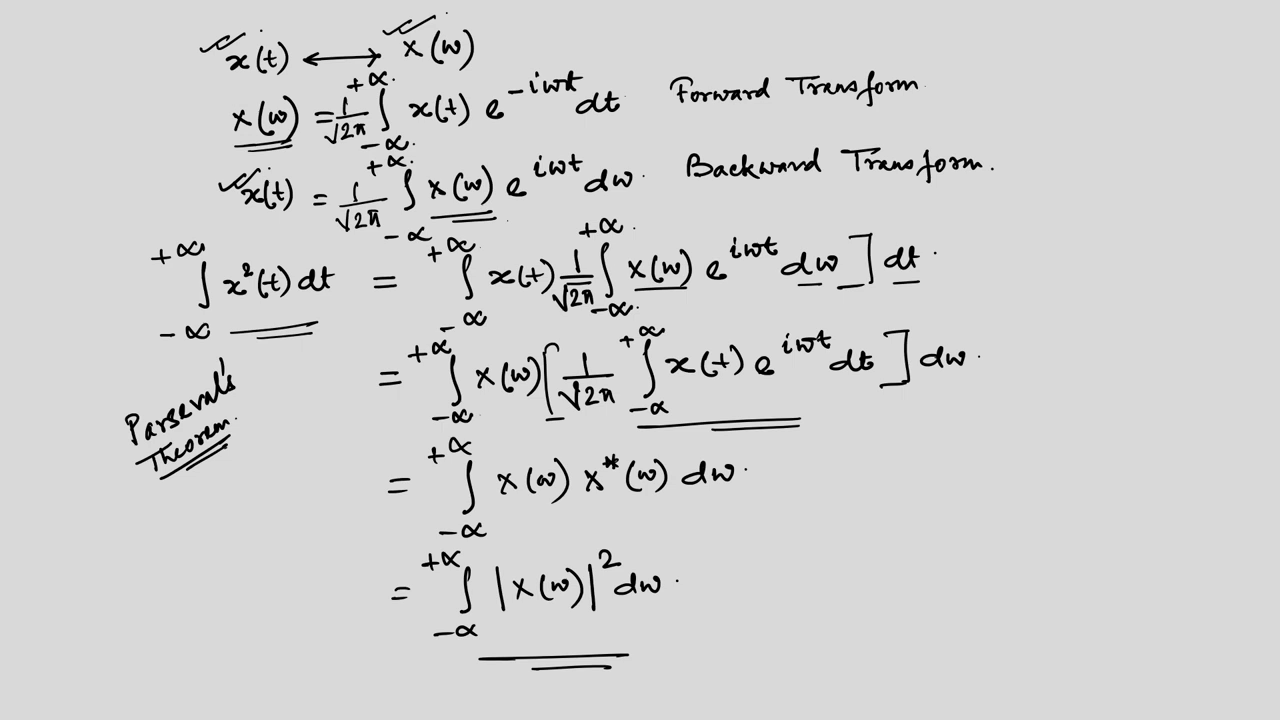 x(t) ⟷ X(ω)
X(ω) = 1/√2π ∫_{-∝}^{+∝} x(t) e^{-iωt} dt Forward Transform
x(t) = 1/√2π ∫_{-∝}^{+∝} X(ω) e^{iωt} dω Backward Transform.
∫_{-∝}^{+∝} x²(t) dt = ∫_{-∝}^{+∝} x(t) 1/√2π ∫_{-∝}^{+∝} X(ω) e^{iωt} dω ] dt.
= ∫_{-∝}^{+∝} X(ω) [ 1/√2π ∫_{-∝}^{+∝} x(t) e^{iωt} dt ] dω.
Parseval's
Theorem.
= ∫_{-∝}^{+∝} X(ω) X*(ω) dω.
= ∫_{-∝}^{+∝} |X(ω)|² dω.